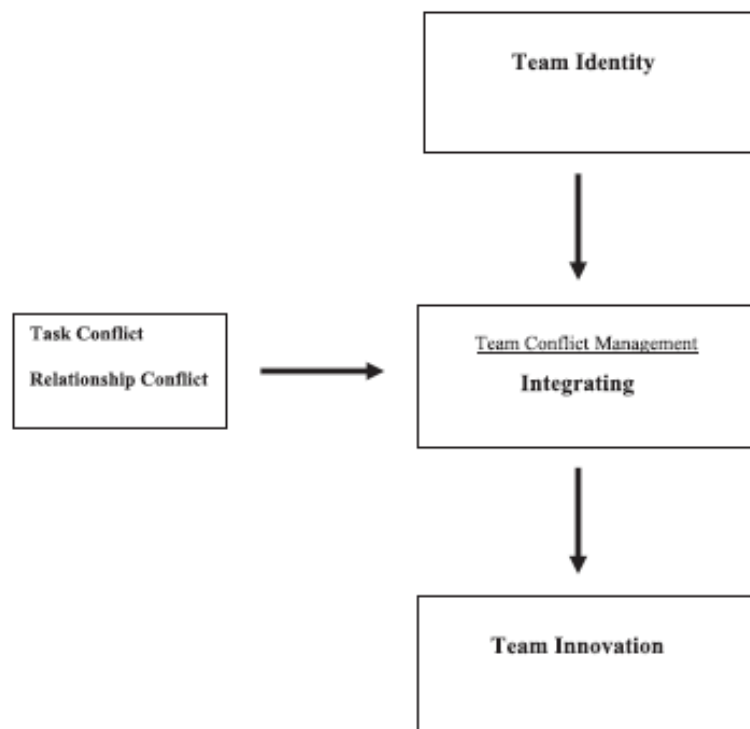 Team Identity
Task Conflict
Relationship Conflict
Team Conflict Management
Integrating
Team Innovation